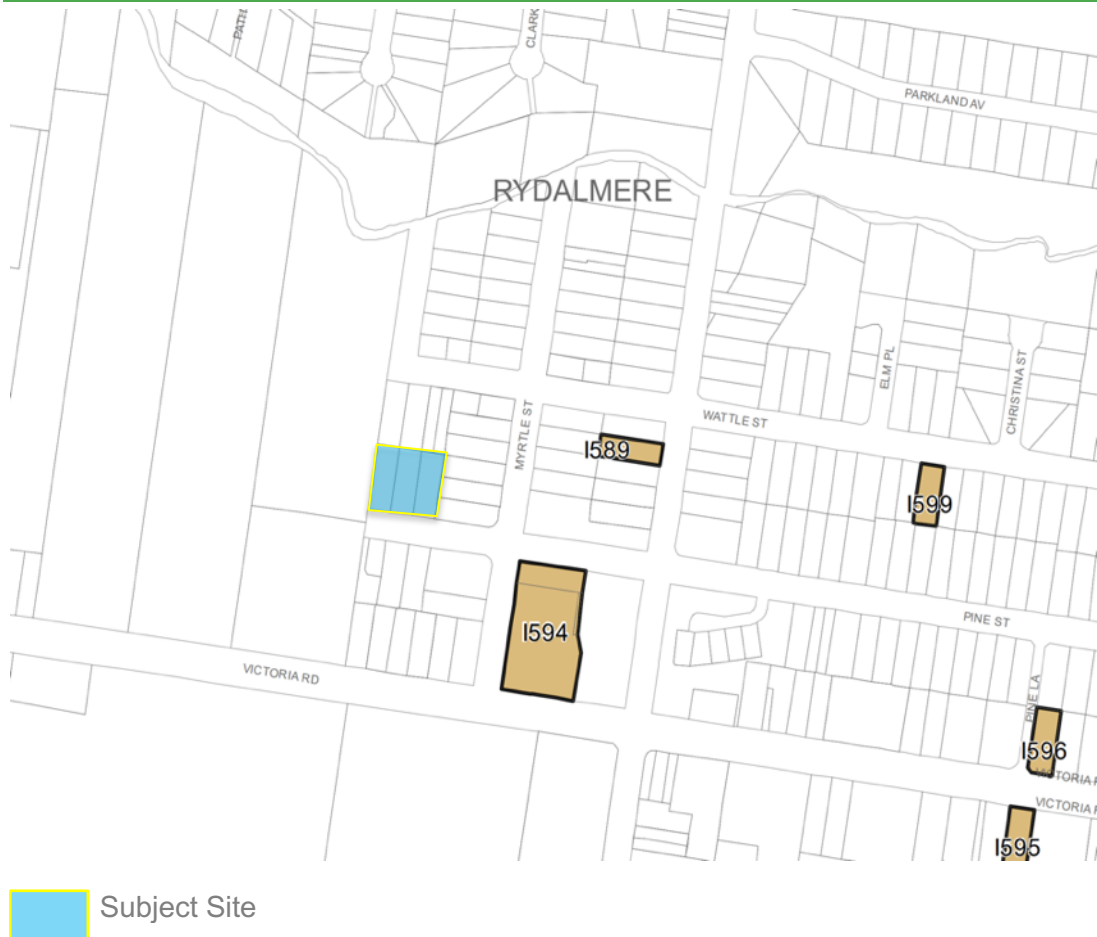 CLARK
PARKLAND AV
RYDALMERE
ELM PL
CHRISTINA ST
MYRTLE ST
WATTLE ST
I589
I599
I594
PINE ST
VICTORIA RD
PINE LA
I596
VICTORIA R
VICTORIA R
I595
Subject Site